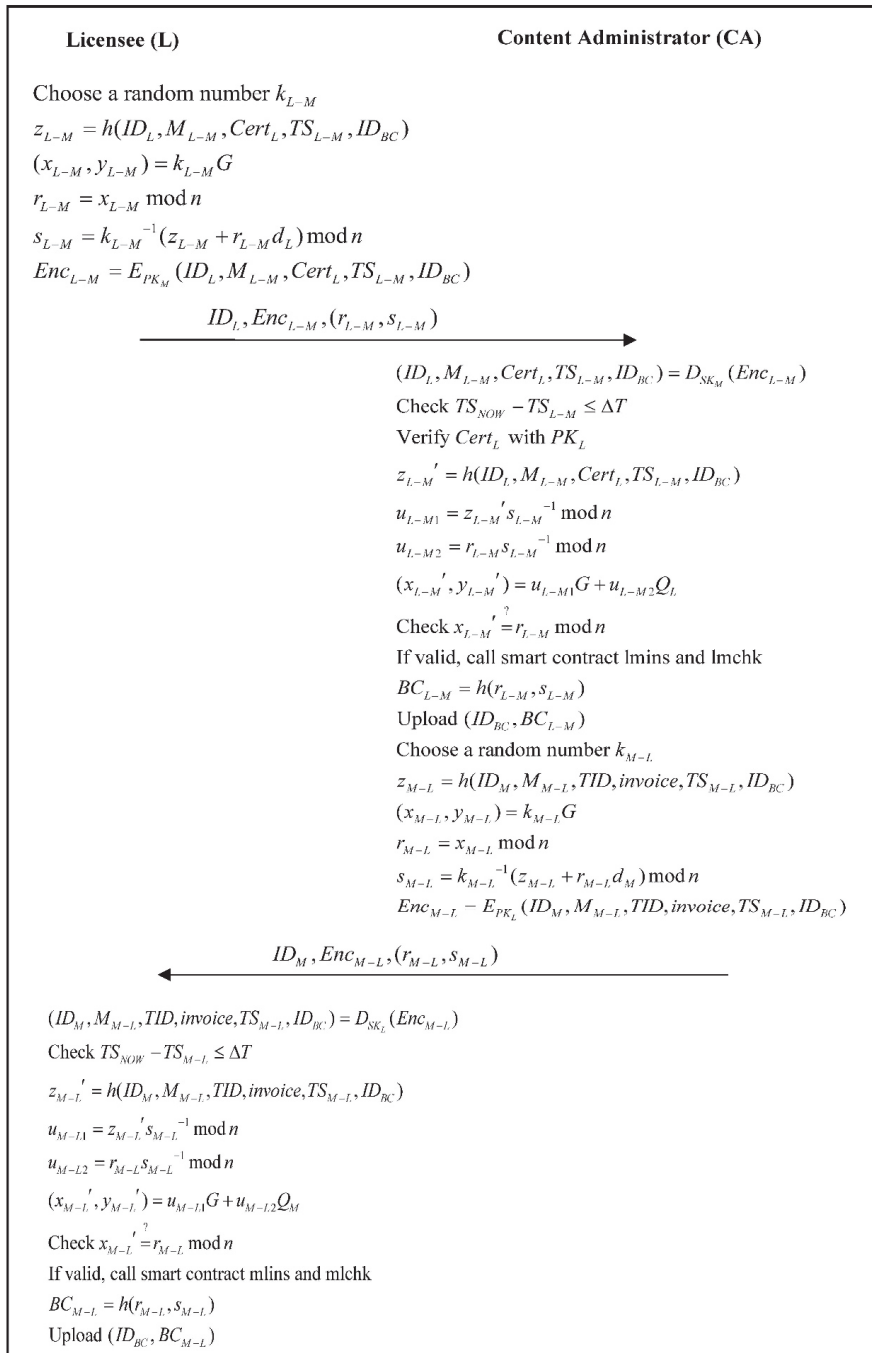 Licensee (L)
Content Administrator (CA)
Choose a random number k_{L-M}
z_{L-M} = h(ID_L, M_{L-M}, Cert_L, TS_{L-M}, ID_{BC})
(x_{L-M}, y_{L-M}) = k_{L-M}G
r_{L-M} = x_{L-M} mod n
s_{L-M} = k_{L-M}^{-1}(z_{L-M} + r_{L-M}d_L) mod n
Enc_{L-M} = E_{PK_M}(ID_L, M_{L-M}, Cert_L, TS_{L-M}, ID_{BC})
ID_L, Enc_{L-M}, (r_{L-M}, s_{L-M})
(ID_L, M_{L-M}, Cert_L, TS_{L-M}, ID_{BC}) = D_{SK_M}(Enc_{L-M})
Check TS_{NOW} − TS_{L-M} ≤ ΔT
Verify Cert_L with PK_L
z_{L-M}' = h(ID_L, M_{L-M}, Cert_L, TS_{L-M}, ID_{BC})
u_{L-M1} = z_{L-M}'s_{L-M}^{-1} mod n
u_{L-M2} = r_{L-M}s_{L-M}^{-1} mod n
(x_{L-M}', y_{L-M}') = u_{L-M1}G + u_{L-M2}Q_L
Check x_{L-M}' =^? r_{L-M} mod n
If valid, call smart contract lmins and lmchk
BC_{L-M} = h(r_{L-M}, s_{L-M})
Upload (ID_{BC}, BC_{L-M})
Choose a random number k_{M-L}
z_{M-L} = h(ID_M, M_{M-L}, TID, invoice, TS_{M-L}, ID_{BC})
(x_{M-L}, y_{M-L}) = k_{M-L}G
r_{M-L} = x_{M-L} mod n
s_{M-L} = k_{M-L}^{-1}(z_{M-L} + r_{M-L}d_M) mod n
Enc_{M-L} − E_{PK_L}(ID_M, M_{M-L}, TID, invoice, TS_{M-L}, ID_{BC})
ID_M, Enc_{M-L}, (r_{M-L}, s_{M-L})
(ID_M, M_{M-L}, TID, invoice, TS_{M-L}, ID_{BC}) = D_{SK_L}(Enc_{M-L})
Check TS_{NOW} − TS_{M-L} ≤ ΔT
z_{M-L}' = h(ID_M, M_{M-L}, TID, invoice, TS_{M-L}, ID_{BC})
u_{M-L1} = z_{M-L}'s_{M-L}^{-1} mod n
u_{M-L2} = r_{M-L}s_{M-L}^{-1} mod n
(x_{M-L}', y_{M-L}') = u_{M-L1}G + u_{M-L2}Q_M
Check x_{M-L}' =^? r_{M-L} mod n
If valid, call smart contract mlins and mlchk
BC_{M-L} = h(r_{M-L}, s_{M-L})
Upload (ID_{BC}, BC_{M-L})